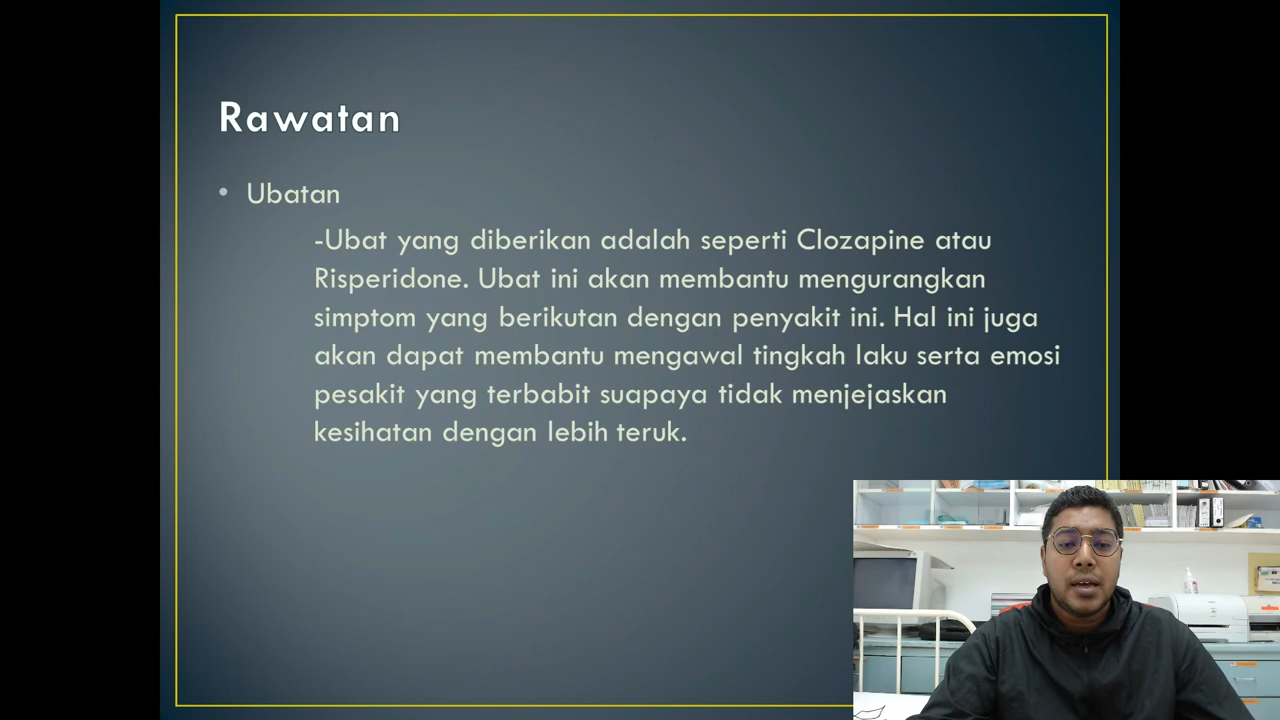 Rawatan
• Ubatan
-Ubat yang diberikan adalah seperti Clozapine atau
Risperidone. Ubat ini akan membantu mengurangkan
simptom yang berikutan dengan penyakit ini. Hal ini juga
akan dapat membantu mengawal tingkah laku serta emosi
pesakit yang terbabit suapaya tidak menjejaskan
kesihatan dengan lebih teruk.